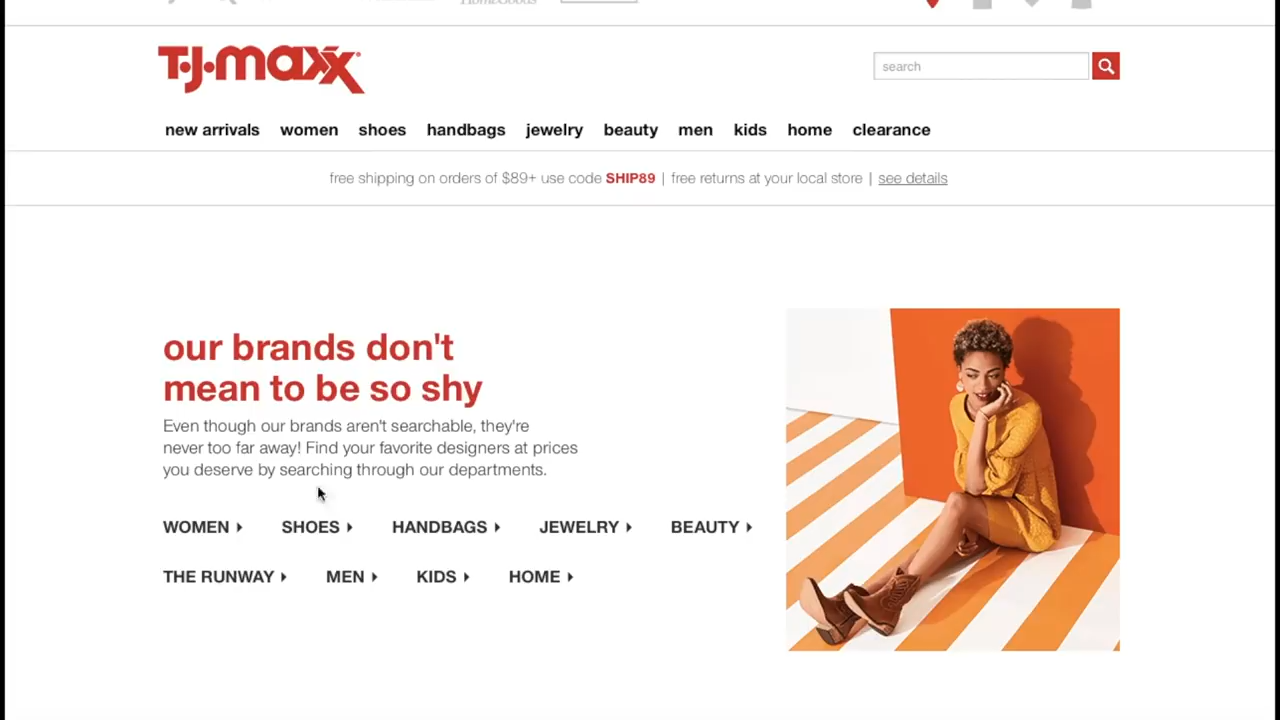 HomeGoods
T·J·maxx
search
new arrivals women shoes handbags jewelry beauty men kids home clearance
free shipping on orders of $89+ use code SHIP89 | free returns at your local store | see details
our brands don't
mean to be so shy
Even though our brands aren't searchable, they're
never too far away! Find your favorite designers at prices
you deserve by searching through our departments.
WOMEN SHOES HANDBAGS JEWELRY BEAUTY
THE RUNWAY MEN KIDS HOME